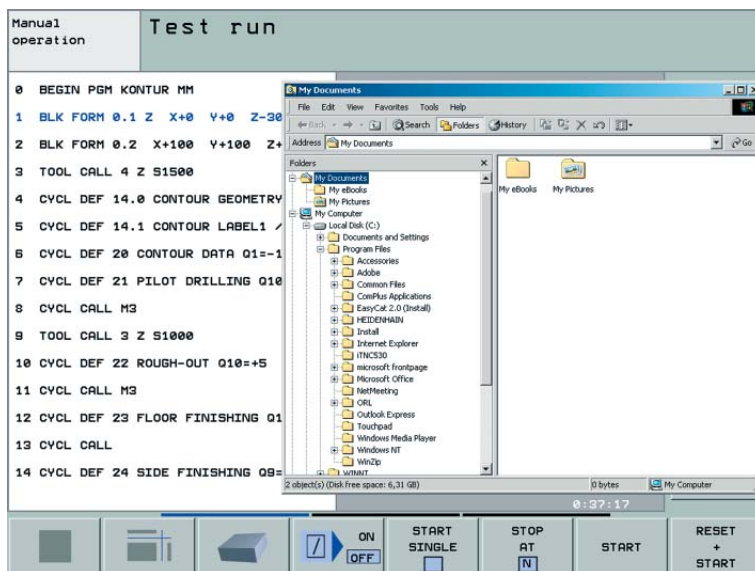 Manual
operation
Test run
0 BEGIN PGM KONTUR MM
1 BLK FORM 0.1 Z X+0 Y+0 Z-30
2 BLK FORM 0.2 X+100 Y+100 Z+
3 TOOL CALL 4 Z S1500
4 CYCL DEF 14.0 CONTOUR GEOMETRY
5 CYCL DEF 14.1 CONTOUR LABEL1 /
6 CYCL DEF 20 CONTOUR DATA Q1=-1
7 CYCL DEF 21 PILOT DRILLING Q10
8 CYCL CALL M3
9 TOOL CALL 3 Z S1000
10 CYCL DEF 22 ROUGH-OUT Q10=+5
11 CYCL CALL M3
12 CYCL DEF 23 FLOOR FINISHING Q1
13 CYCL CALL
14 CYCL DEF 24 SIDE FINISHING Q9=
My Documents
File Edit View Favorites Tools Help
Back Search Folders History
Address My Documents Go
Folders
My Documents
My eBooks
My Pictures
My Computer
Local Disk (C:)
Documents and Settings
Program Files
Accessories
Adobe
Common Files
ComPlus Applications
EasyCat 2.0 (Install)
HEIDENHAIN
Install
Internet Explorer
iTNC530
microsoft frontpage
Microsoft Office
NetMeeting
ORL
Outlook Express
Touchpad
Windows Media Player
Windows NT
WinZip
WINNT
My eBooks My Pictures
2 object(s) (Disk free space: 6,31 GB) 0 bytes My Computer
0:37:17
ON
OFF
START
SINGLE
STOP
AT
N
START
RESET
+
START